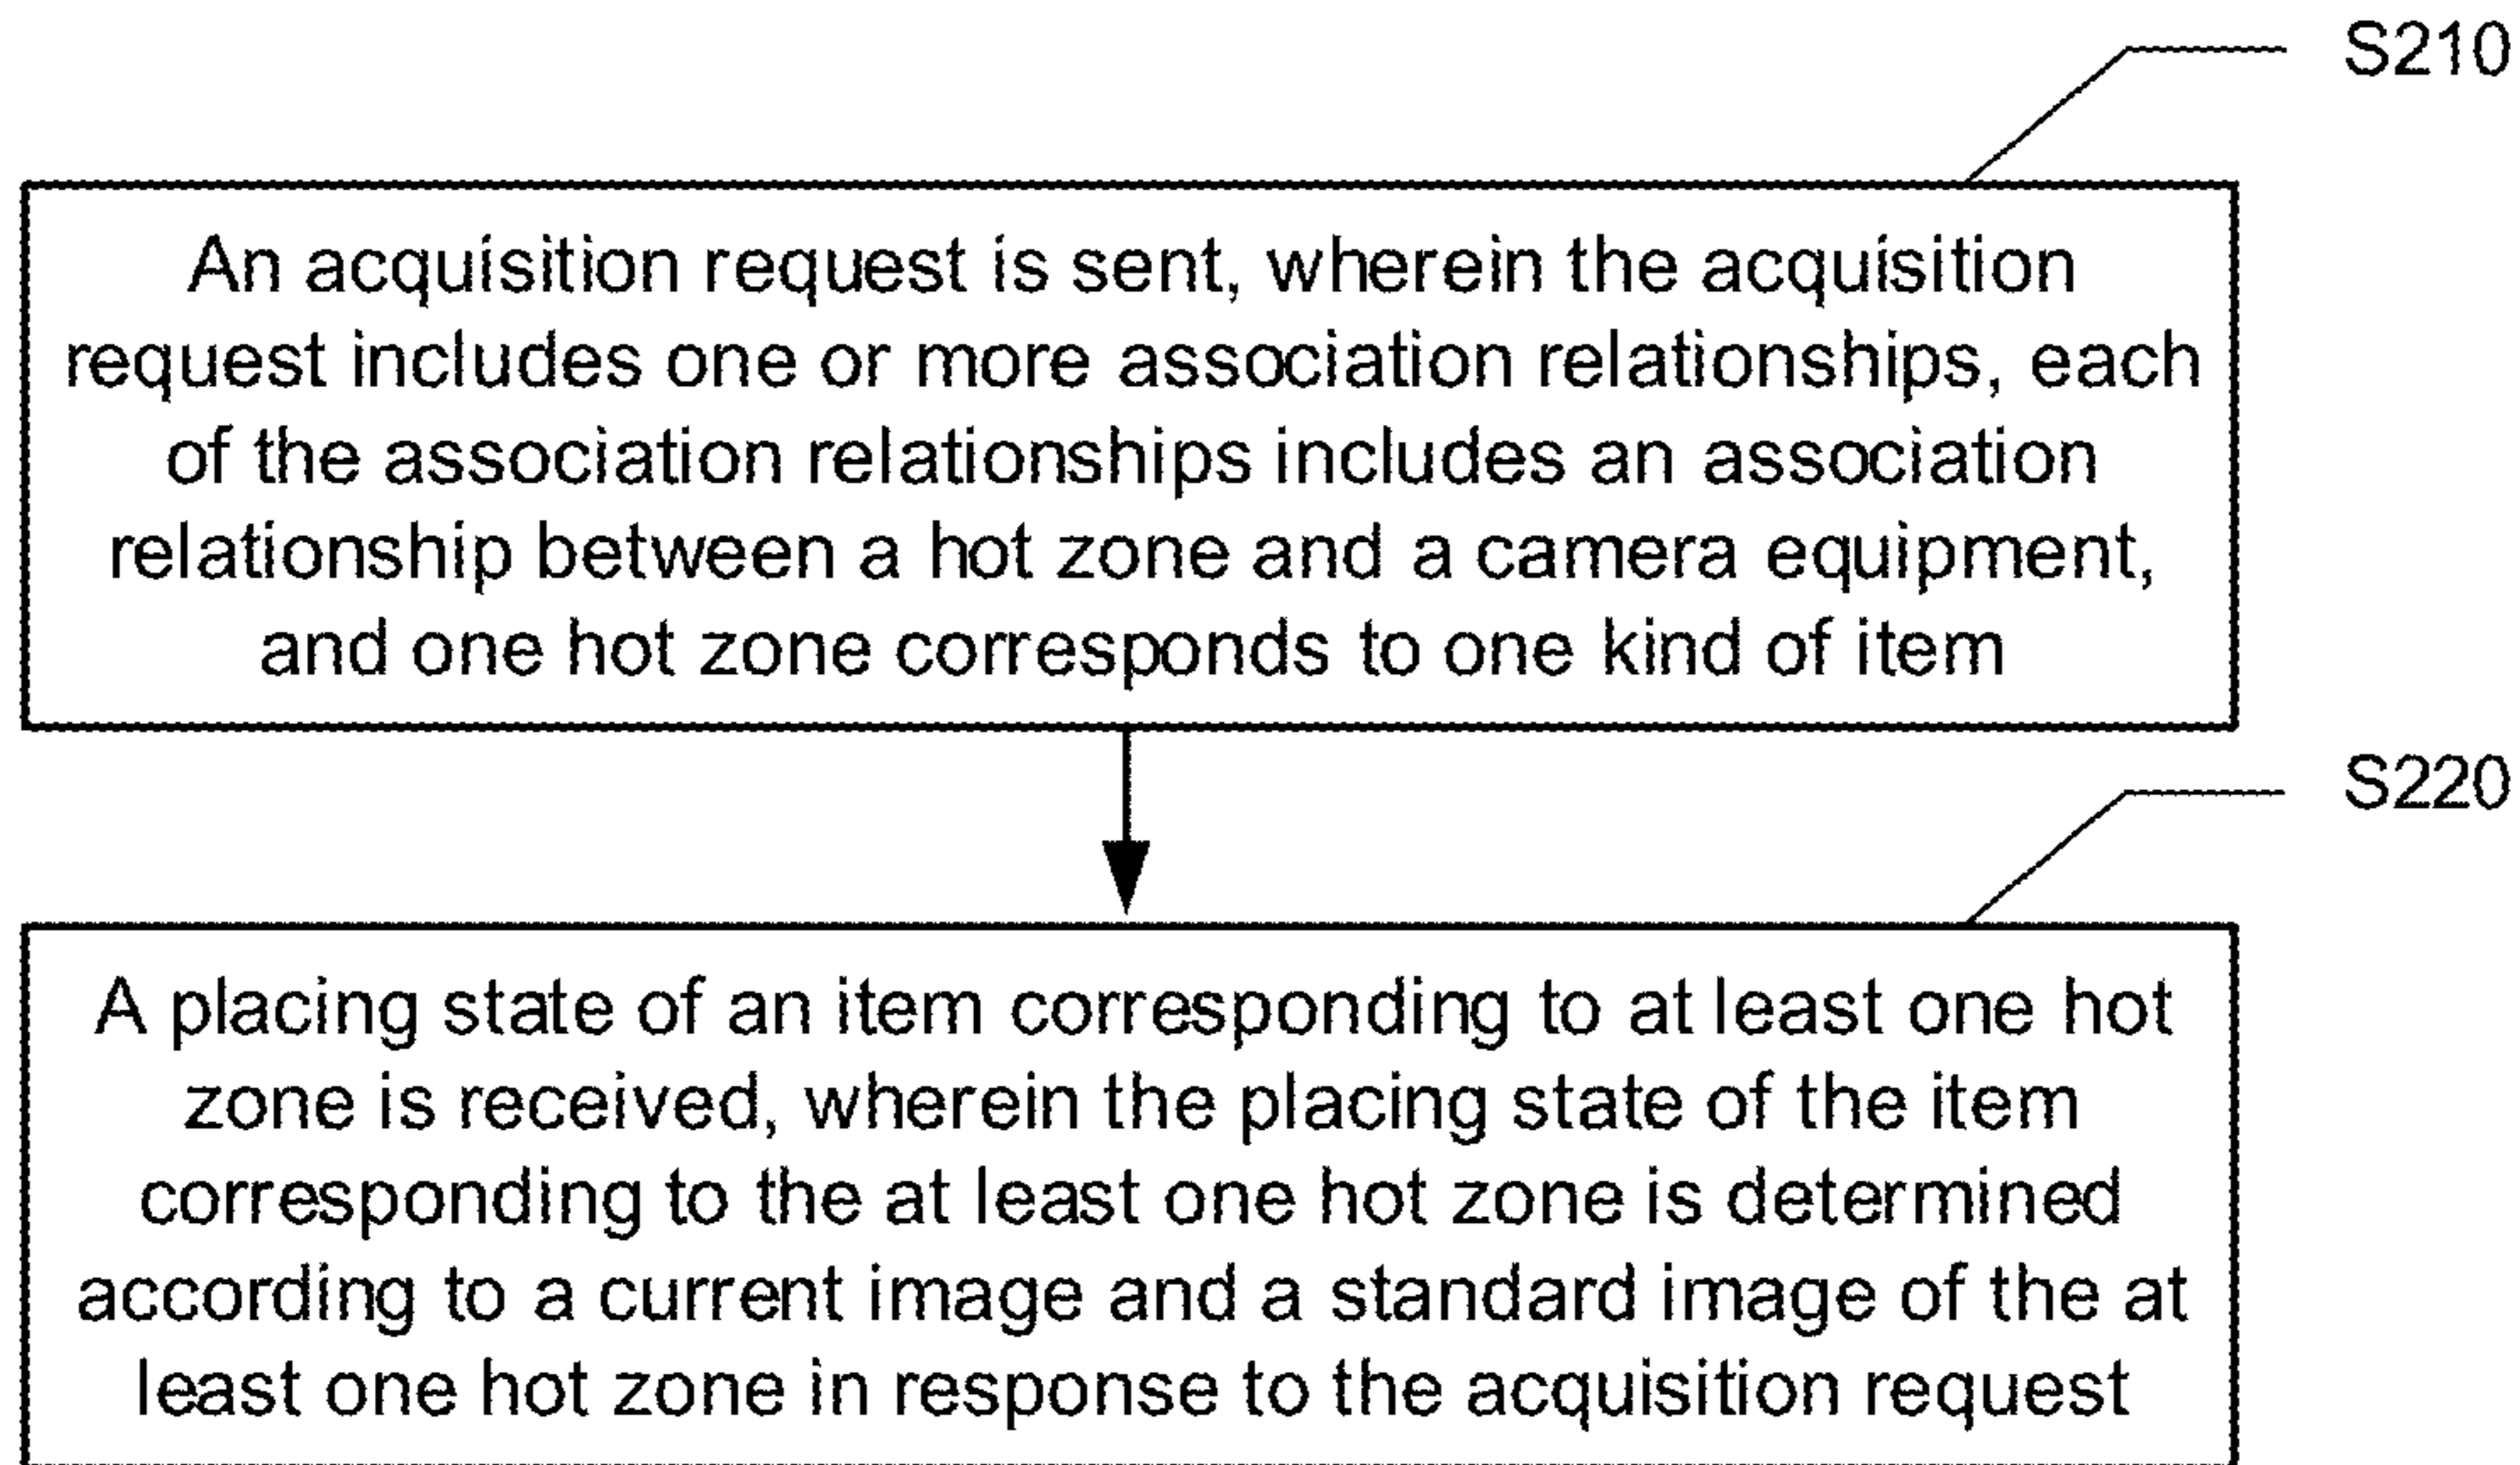 S210
An acquisition request is sent, wherein the acquisition
request includes one or more association relationships, each
of the association relationships includes an association
relationship between a hot zone and a camera equipment,
and one hot zone corresponds to one kind of item
S220
A placing state of an item corresponding to at least one hot
zone is received, wherein the placing state of the item
corresponding to the at least one hot zone is determined
according to a current image and a standard image of the at
least one hot zone in response to the acquisition request